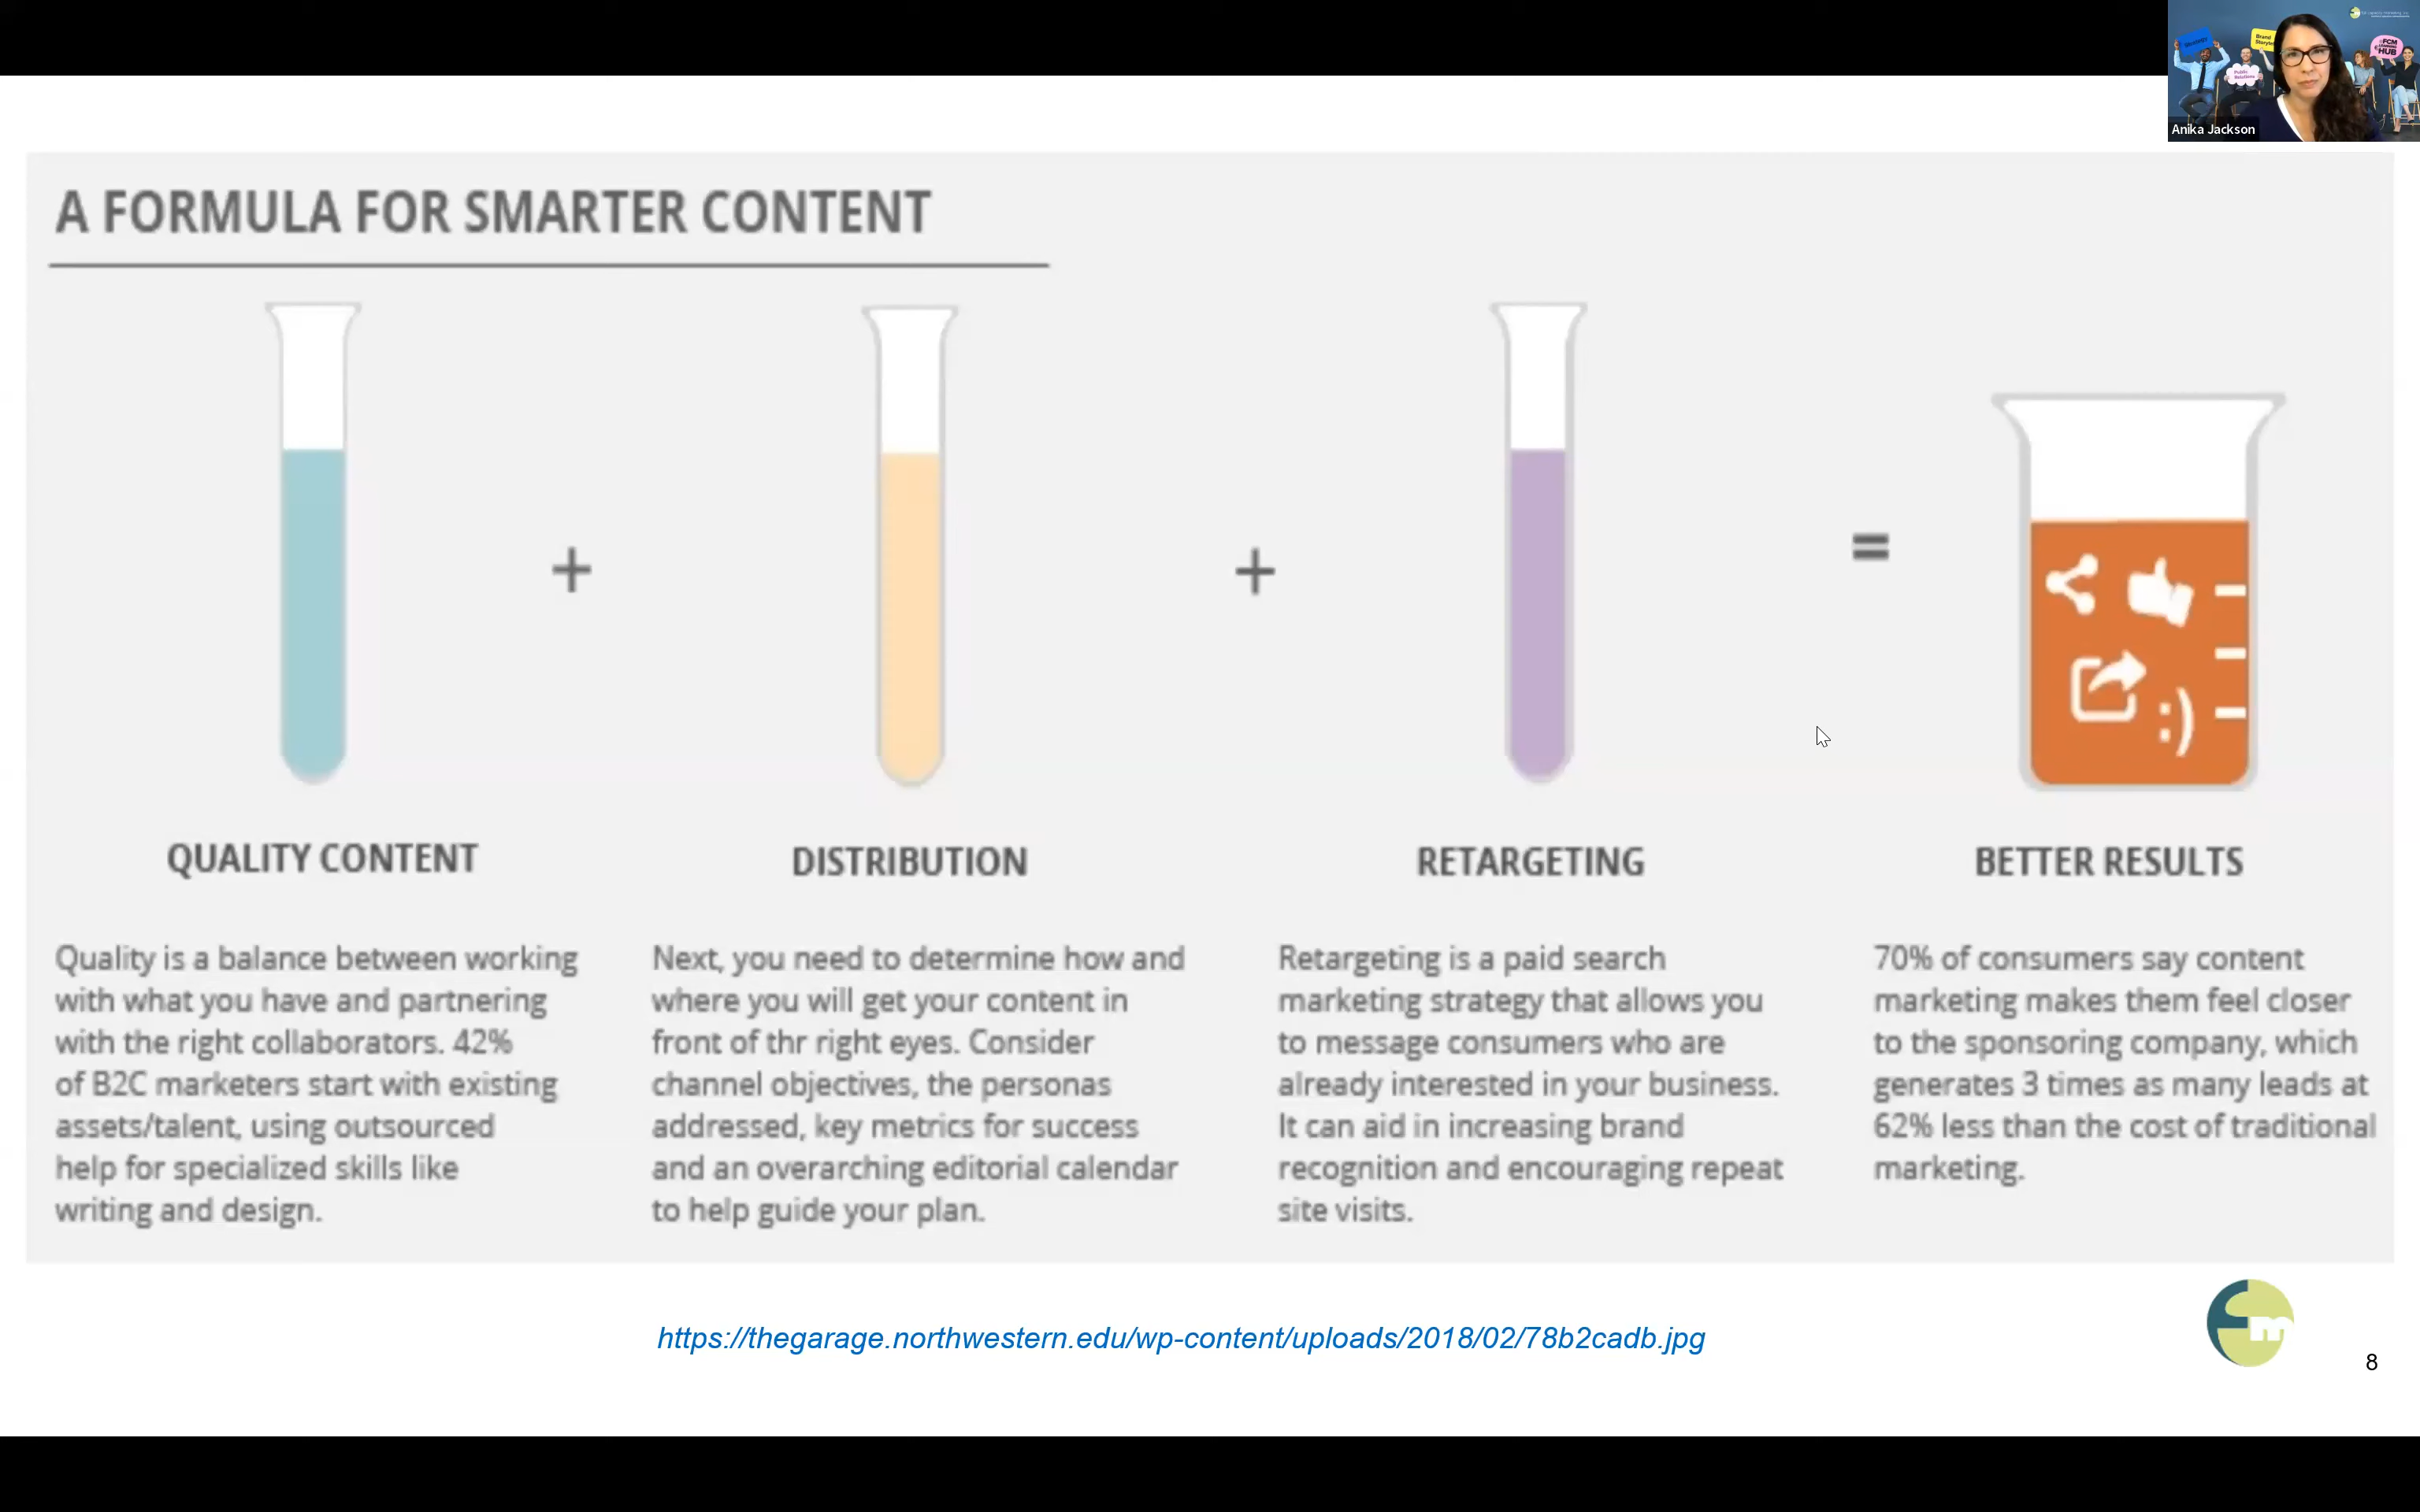 Brand
Public
Relations
#FCM
HUB
Anika Jackson
A FORMULA FOR SMARTER CONTENT
+
+
=
:)
QUALITY CONTENT
Quality is a balance between working
with what you have and partnering
with the right collaborators. 42%
of B2C marketers start with existing
assets/talent, using outsourced
help for specialized skills like
writing and design.
DISTRIBUTION
Next, you need to determine how and
where you will get your content in
front of thr right eyes. Consider
channel objectives, the personas
addressed, key metrics for success
and an overarching editorial calendar
to help guide your plan.
RETARGETING
Retargeting is a paid search
marketing strategy that allows you
to message consumers who are
already interested in your business.
It can aid in increasing brand
recognition and encouraging repeat
site visits.
BETTER RESULTS
70% of consumers say content
marketing makes them feel closer
to the sponsoring company, which
generates 3 times as many leads at
62% less than the cost of traditional
marketing.
https://thegarage.northwestern.edu/wp-content/uploads/2018/02/78b2cadb.jpg
8